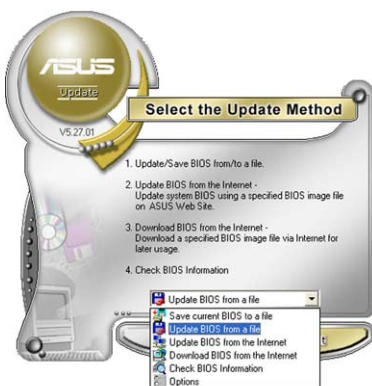 ASUS
Update
V5.27.01
Select the Update Method
1. Update/Save BIOS from/to a file.
2. Update BIOS from the Internet -
Update system BIOS using a specified BIOS image file
on ASUS Web Site.
3. Download BIOS from the Internet -
Download a specified BIOS image file via Internet for
later usage.
4. Check BIOS Information
Update BIOS from a file
Save current BIOS to a file
Update BIOS from a file
Update BIOS from the Internet
Download BIOS from the Internet
Check BIOS Information
Options